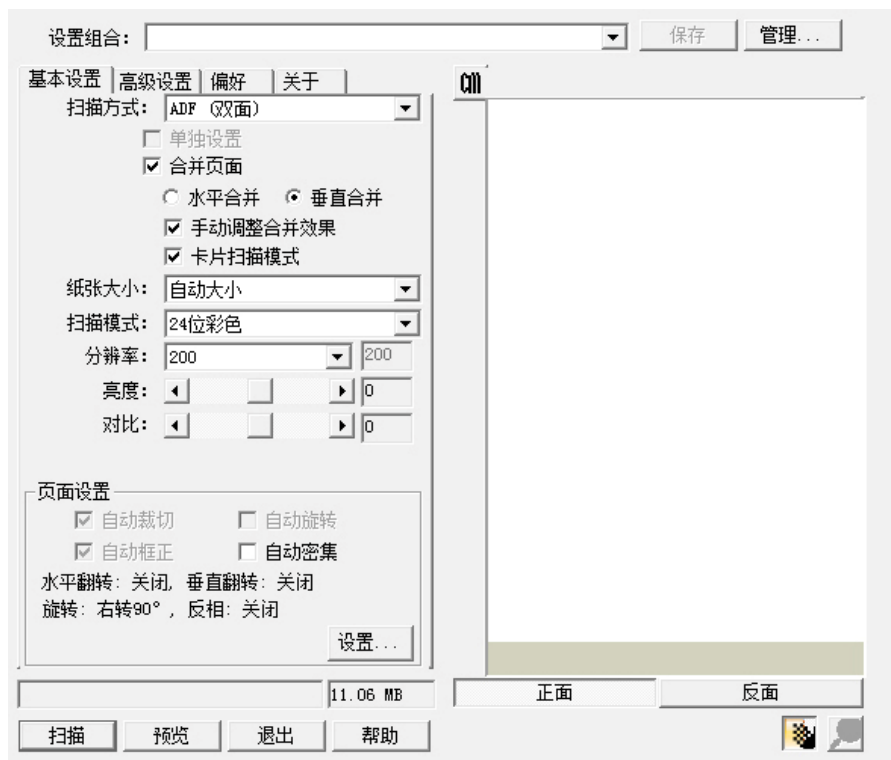 设置组合:
保存
管理...
基本设置
高级设置
偏好
关于
扫描方式: ADF (双面)
单独设置
合并页面
水平合并 垂直合并
手动调整合并效果
卡片扫描模式
纸张大小: 自动大小
扫描模式: 24位彩色
分辨率: 200 200
亮度: 0
对比: 0
页面设置
自动裁切 自动旋转
自动框正 自动密集
水平翻转: 关闭, 垂直翻转: 关闭
旋转: 右转90°, 反相: 关闭
设置...
11.06 MB
扫描 预览 退出 帮助
cm
正面 反面